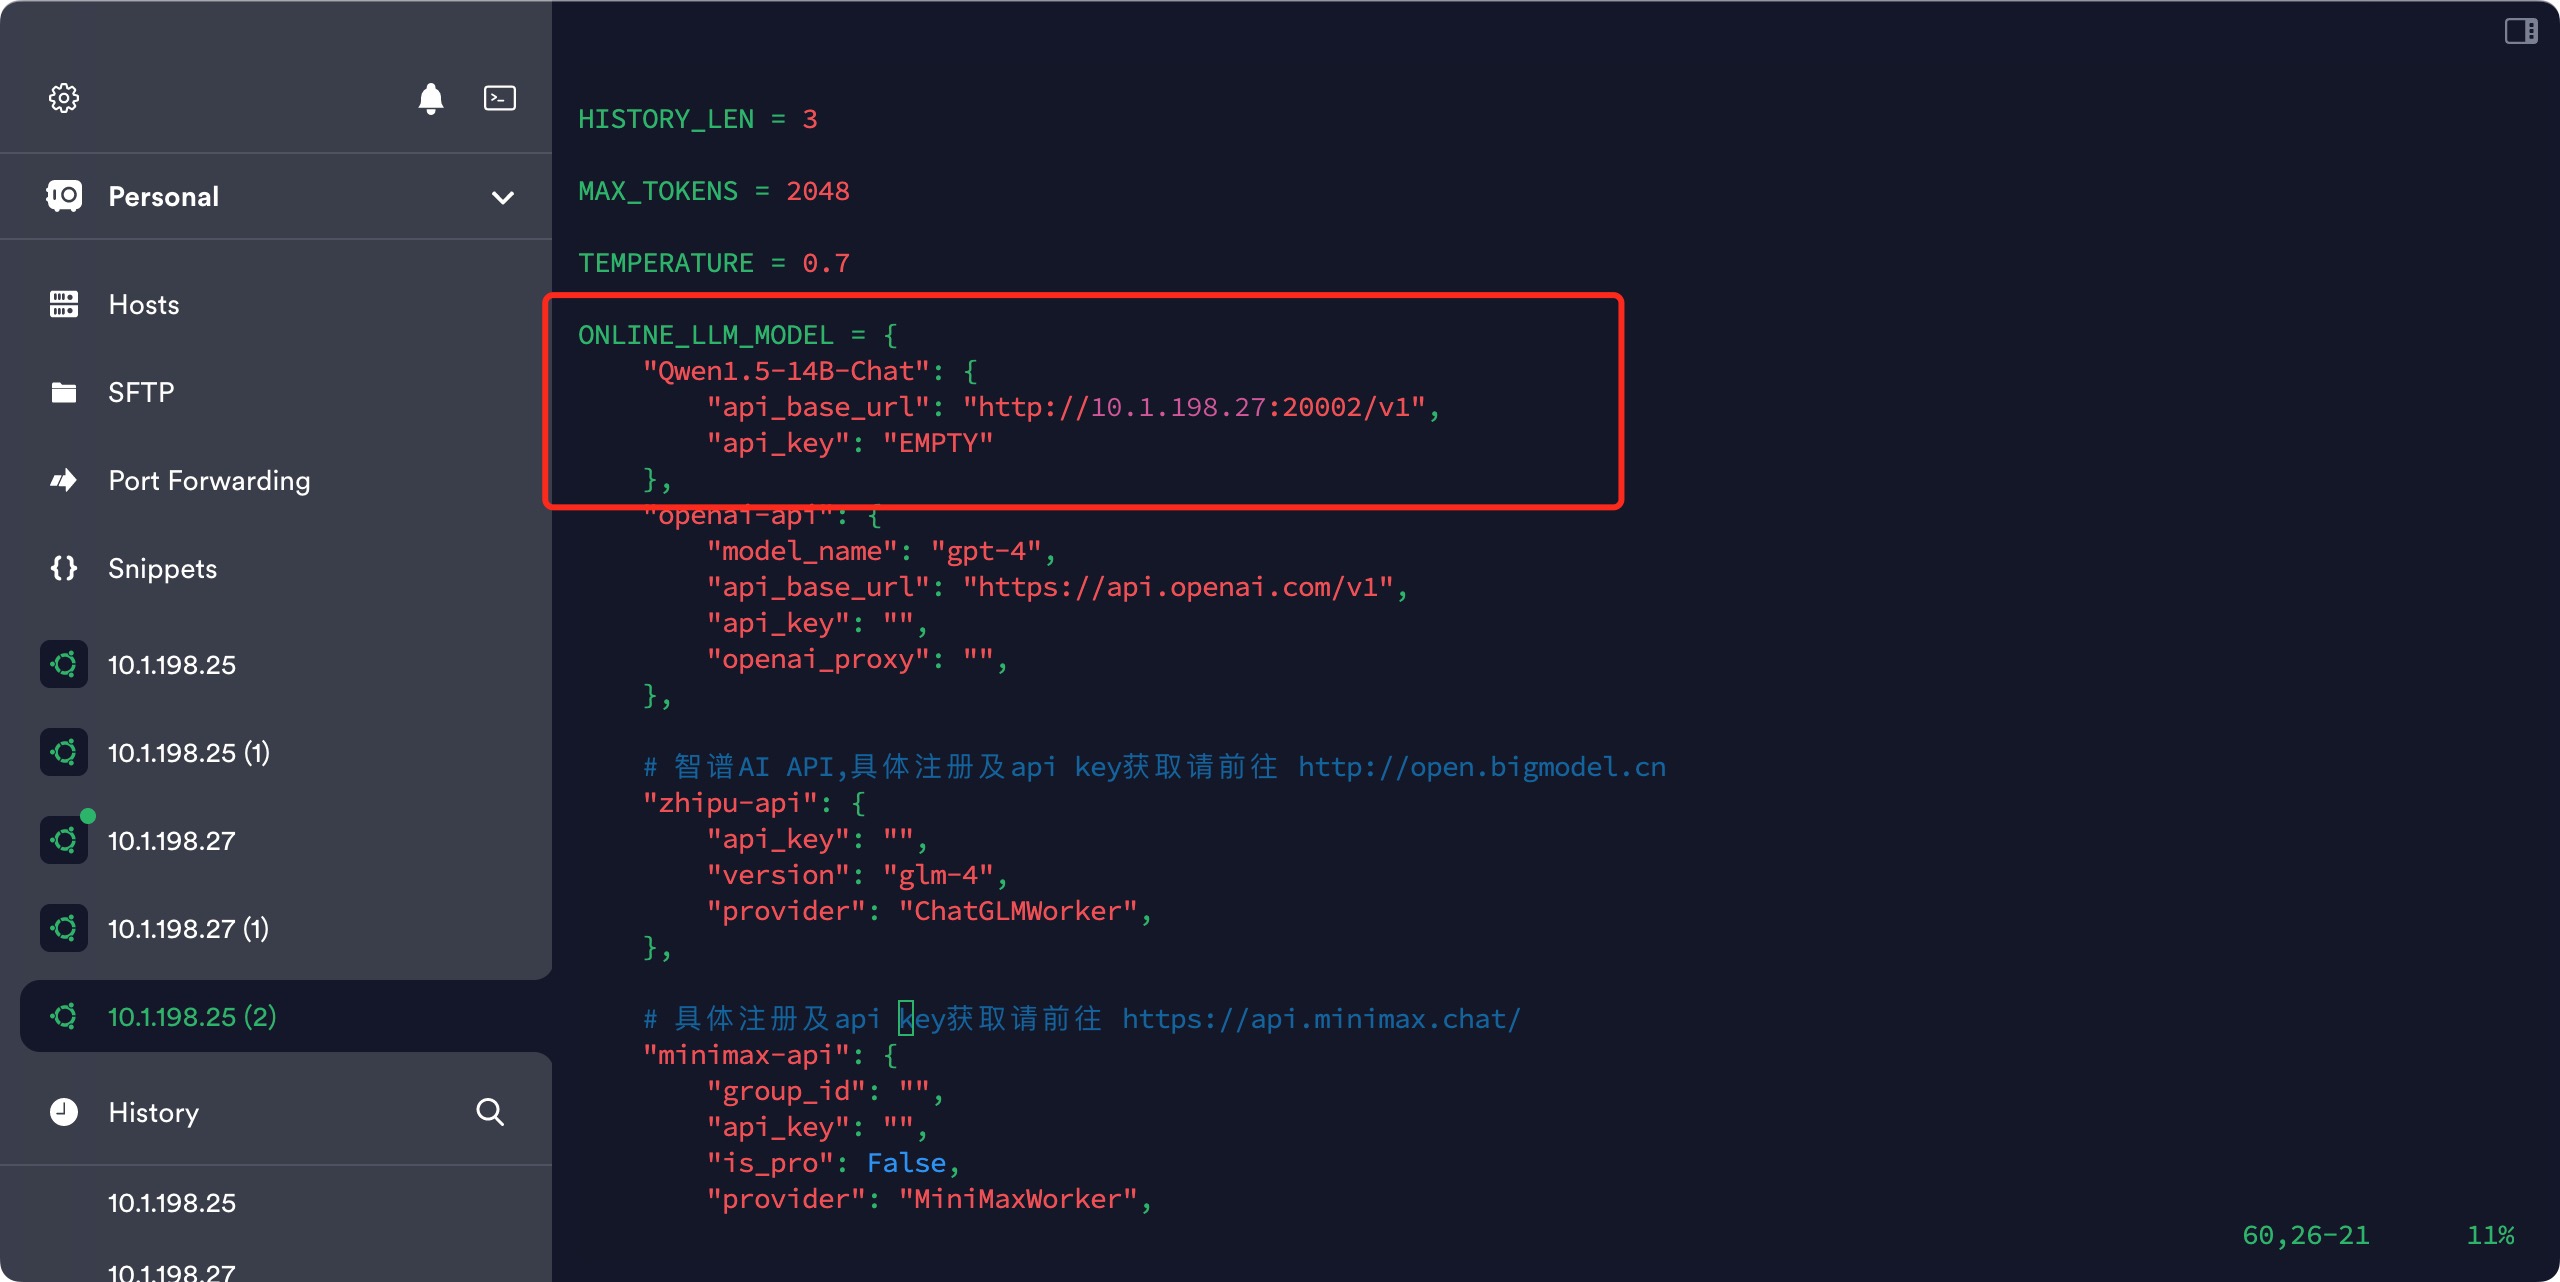 Personal
Hosts
SFTP
Port Forwarding
Snippets
10.1.198.25
10.1.198.25 (1)
10.1.198.27
10.1.198.27 (1)
10.1.198.25 (2)
History
10.1.198.25
10.1.198.27
HISTORY_LEN = 3
MAX_TOKENS = 2048
TEMPERATURE = 0.7
ONLINE_LLM_MODEL = {
    "Qwen1.5-14B-Chat": {
        "api_base_url": "http://10.1.198.27:20002/v1",
        "api_key": "EMPTY"
    },
    "openai-api": {
        "model_name": "gpt-4",
        "api_base_url": "https://api.openai.com/v1",
        "api_key": "",
        "openai_proxy": "",
    },
    # 智谱AI API,具体注册及api key获取请前往 http://open.bigmodel.cn
    "zhipu-api": {
        "api_key": "",
        "version": "glm-4",
        "provider": "ChatGLMWorker",
    },
    # 具体注册及api key获取请前往 https://api.minimax.chat/
    "minimax-api": {
        "group_id": "",
        "api_key": "",
        "is_pro": False,
        "provider": "MiniMaxWorker",
60,26-21 11%